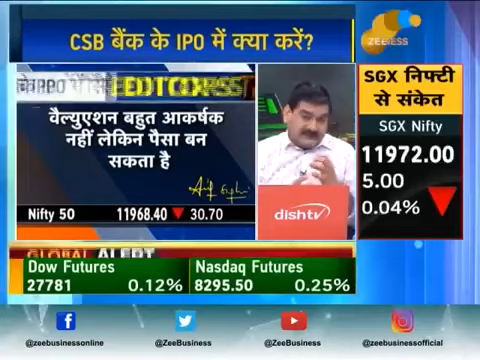 CSB बैंक के IPO में क्या करें?
ZEE BUSINESS
वैल्युएशन बहुत आकर्षक
नहीं लेकिन पैसा बन
सकता है
Nifty 50 11968.40 30.70
dishtv
SGX निफ्टी
से संकेत
SGX Nifty
11972.00
5.00
0.04%
GLOBAL ALERT
Dow Futures
27781 0.12%
Nasdaq Futures
8295.50 0.25%
@zeebusinessonline
@ZeeBusiness
@zeebusiness
@zeebusinessofficial